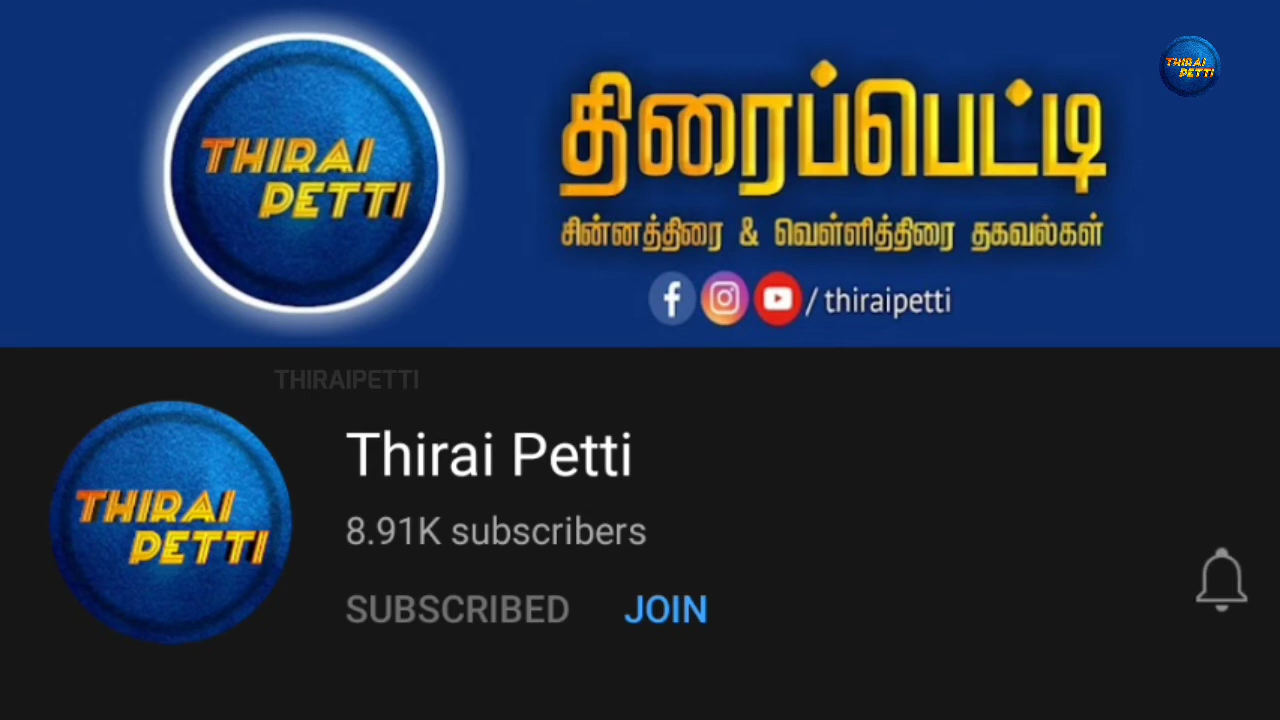 THIRAI
PETTI
திரைப்பெட்டி
சின்னத்திரை & வெள்ளித்திரை தகவல்கள்
/ thiraipetti
THIRAI
PETTI
THIRAIPETTI
THIRAI
PETTI
Thirai Petti
8.91K subscribers
SUBSCRIBED JOIN